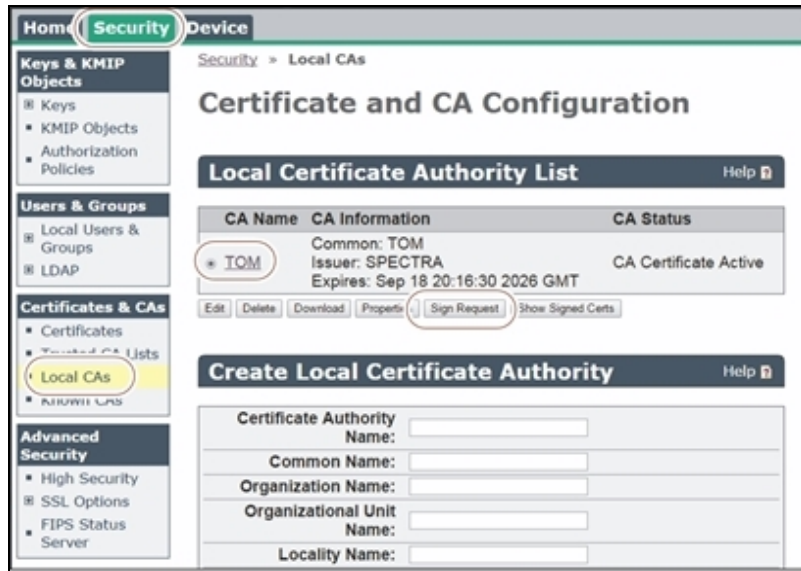 Home Security Device
Keys & KMIP
Objects
Keys
KMIP Objects
Authorization
Policies
Users & Groups
Local Users &
Groups
LDAP
Certificates & CAs
Certificates
Trusted CA Lists
Local CAs
Known CAs
Advanced
Security
High Security
SSL Options
FIPS Status
Server
Security » Local CAs
Certificate and CA Configuration
Local Certificate Authority List Help
CA Name CA Information CA Status
TOM
Common: TOM
Issuer: SPECTRA
Expires: Sep 18 20:16:30 2026 GMT
CA Certificate Active
Edit Delete Download Sign Request Show Signed Certs
Create Local Certificate Authority Help
Certificate Authority
Name:
Common Name:
Organization Name:
Organizational Unit
Name:
Locality Name: